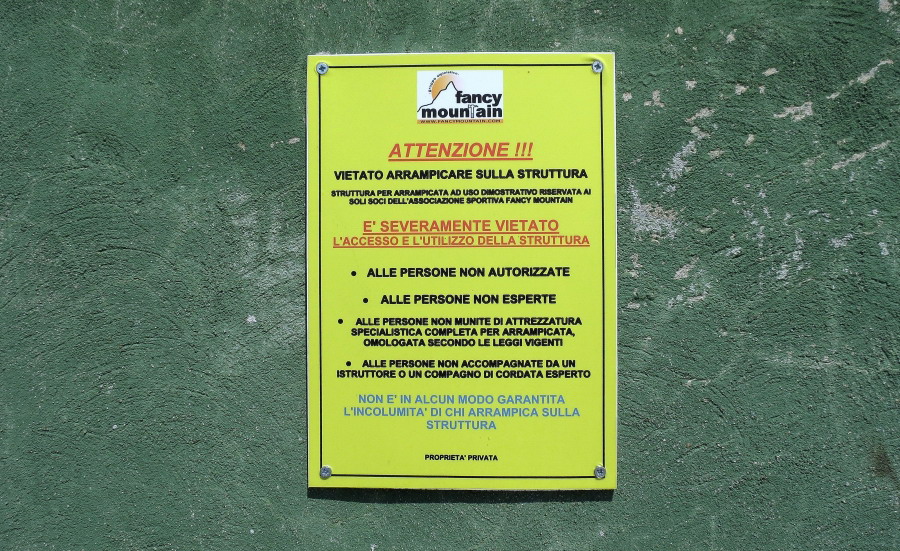 fancy
mountain
WWW.FANCYMOUNTAIN.COM
ATTENZIONE !!!
VIETATO ARRAMPICARE SULLA STRUTTURA
STRUTTURA PER ARRAMPICATA AD USO DIMOSTRATIVO RISERVATA AI
SOLI SOCI DELL'ASSOCIAZIONE SPORTIVA FANCY MOUNTAIN
E' SEVERAMENTE VIETATO
L'ACCESSO E L'UTILIZZO DELLA STRUTTURA
• ALLE PERSONE NON AUTORIZZATE
• ALLE PERSONE NON ESPERTE
• ALLE PERSONE NON MUNITE DI ATTREZZATURA
SPECIALISTICA COMPLETA PER ARRAMPICATA,
OMOLOGATA SECONDO LE LEGGI VIGENTI
• ALLE PERSONE NON ACCOMPAGNATE DA UN
ISTRUTTORE O UN COMPAGNO DI CORDATA ESPERTO
NON E' IN ALCUN MODO GARANTITA
L'INCOLUMITA' DI CHI ARRAMPICA SULLA
STRUTTURA
PROPRIETA' PRIVATA